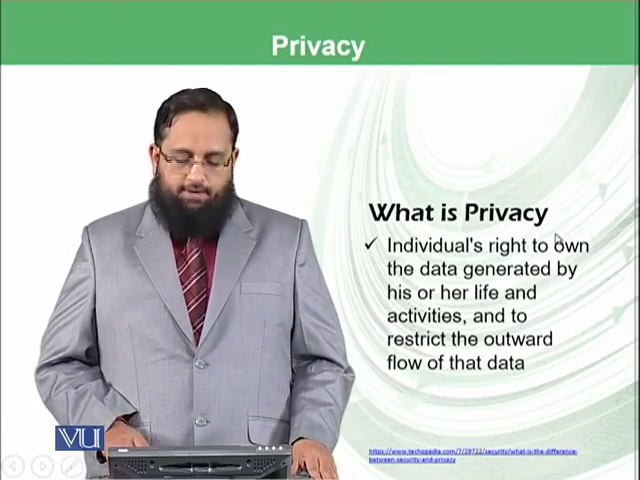 Privacy
What is Privacy
✓ Individual's right to own
the data generated by
his or her life and
activities, and to
restrict the outward
flow of that data
VU
https://www.techopedia.com/7/29722/security/what-is-the-difference-
between-security-and-privacy